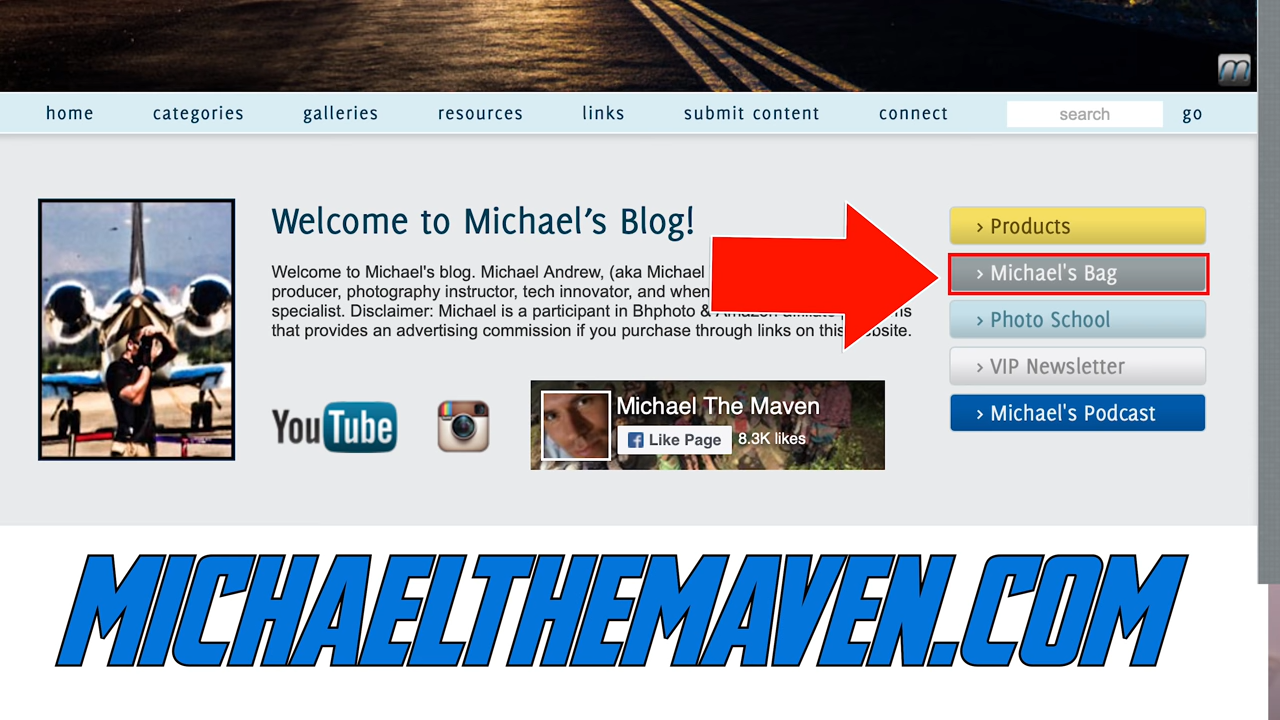 m
home categories galleries resources links submit content connect search go
Welcome to Michael's Blog!
Welcome to Michael's blog. Michael Andrew, (aka Michael
producer, photography instructor, tech innovator, and when
specialist. Disclaimer: Michael is a participant in Bhphoto & Amazon affiliate
that provides an advertising commission if you purchase through links on this website.
YouTube
Michael The Maven
Like Page 8.3K likes
› Products
› Michael's Bag
› Photo School
› VIP Newsletter
› Michael's Podcast
MICHAELTHEMAVEN.COM